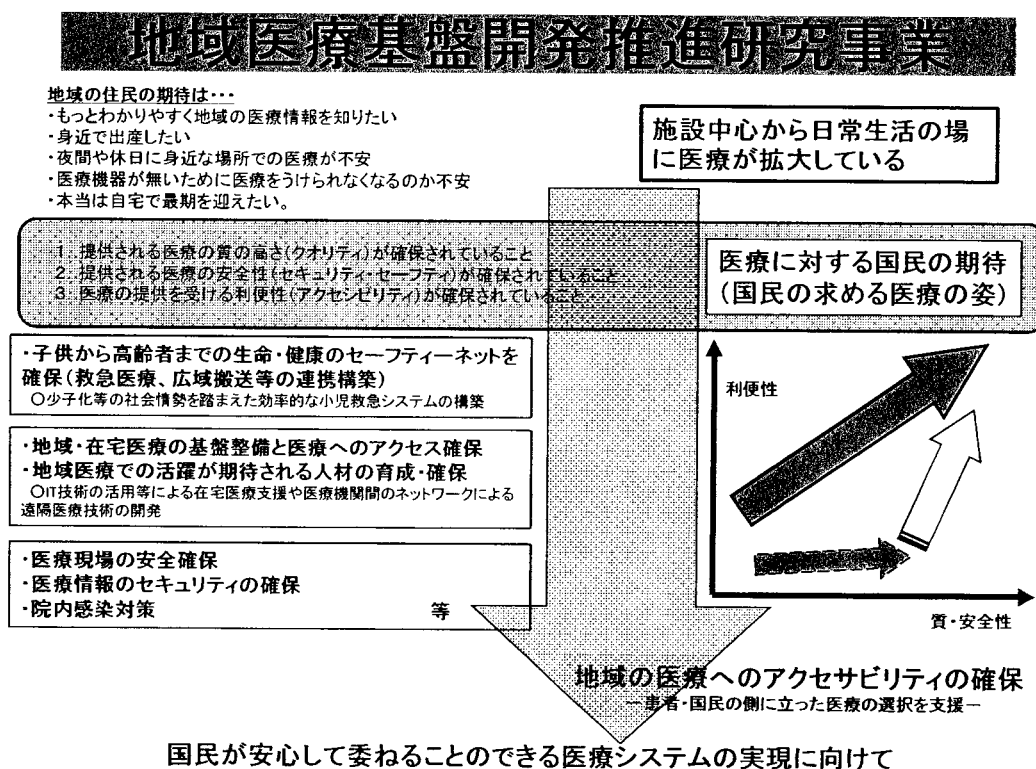 地域医療基盤開発推進研究事業
地域の住民の期待は･･･
・もっとわかりやすく地域の医療情報を知りたい
・身近で出産したい
・夜間や休日に身近な場所での医療が不安
・医療機器が無いために医療をうけられなくなるのか不安
・本当は自宅で最期を迎えたい。
施設中心から日常生活の場
に医療が拡大している
1. 提供される医療の質の高さ(クオリティ)が確保されていること
2. 提供される医療の安全性(セキュリティ・セーフティ)が確保されていること
3. 医療の提供を受ける利便性(アクセシビリティ)が確保されていること
医療に対する国民の期待
(国民の求める医療の姿)
・子供から高齢者までの生命・健康のセーフティーネットを
確保(救急医療、広域搬送等の連携構築)
○少子化等の社会情勢を踏まえた効率的な小児救急システムの構築
・地域・在宅医療の基盤整備と医療へのアクセス確保
・地域医療での活躍が期待される人材の育成・確保
○IT技術の活用等による在宅医療支援や医療機関間のネットワークによる
遠隔医療技術の開発
・医療現場の安全確保
・医療情報のセキュリティの確保
・院内感染対策 等
利便性
質・安全性
地域の医療へのアクセサビリティの確保
－患者・国民の側に立った医療の選択を支援－
国民が安心して委ねることのできる医療システムの実現に向けて